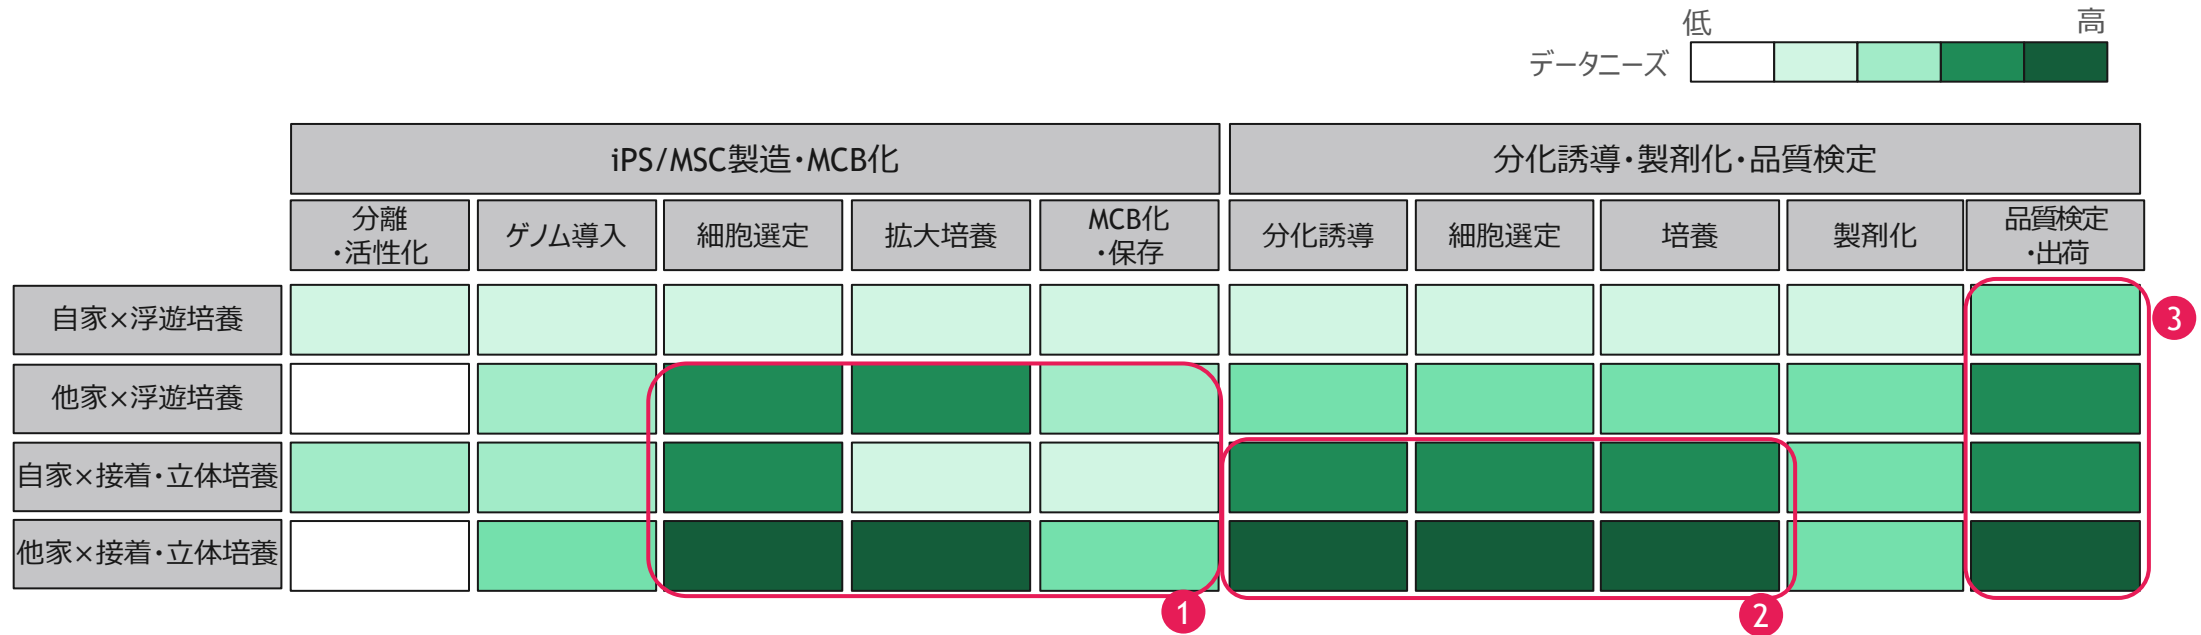 低
高
データニーズ
iPS/MSC製造・MCB化
分化誘導・製剤化・品質検定
分離
・活性化
ゲノム導入
細胞選定
拡大培養
MCB化
・保存
分化誘導
細胞選定
培養
製剤化
品質検定
・出荷
自家×浮遊培養
3
他家×浮遊培養
自家×接着・立体培養
他家×接着・立体培養
1
2